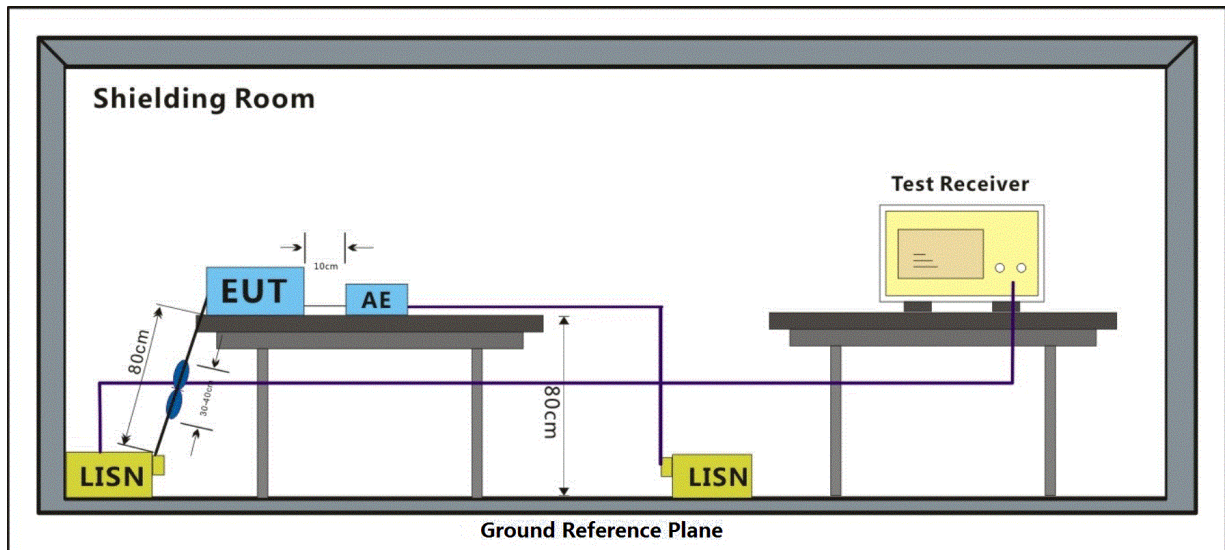 Shielding Room
Test Receiver
10cm
EUT
AE
80cm
30-40cm
80cm
LISN
LISN
Ground Reference Plane